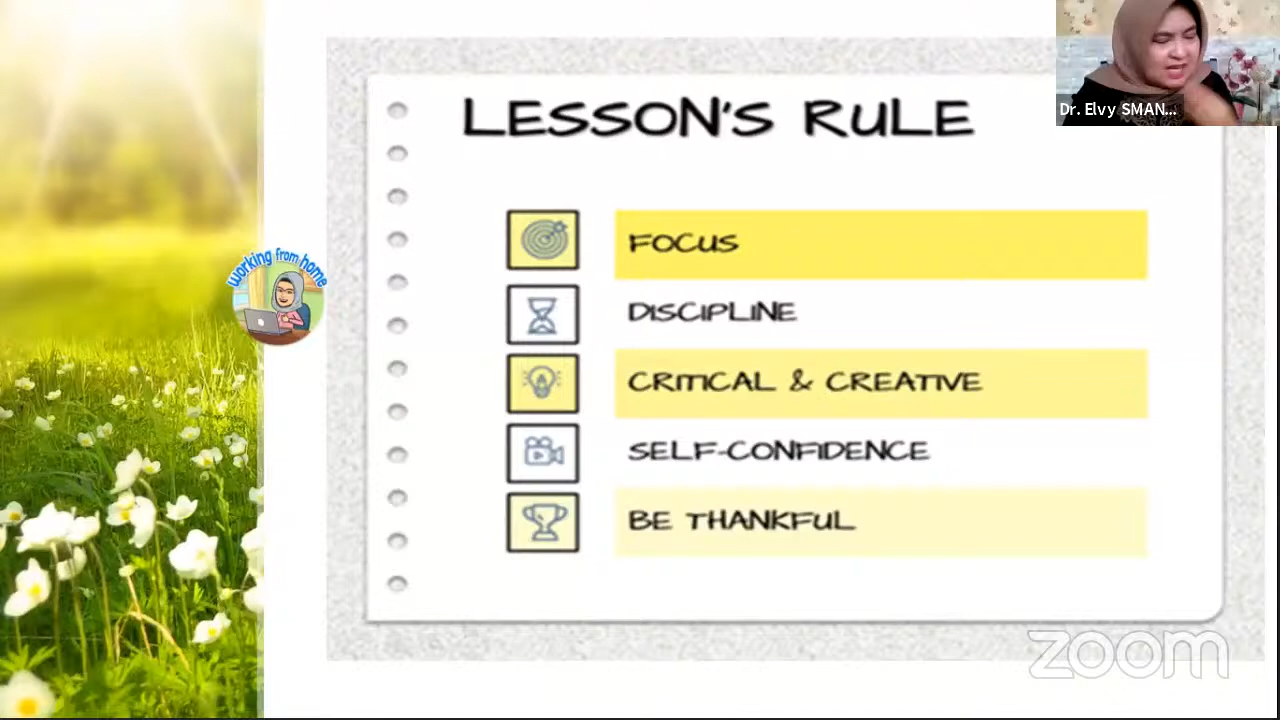 LESSON'S RULE
Dr. Elvy SMAN...
FOCUS
working from home
DISCIPLINE
CRITICAL & CREATIVE
SELF-CONFIDENCE
BE THANKFUL
zoom